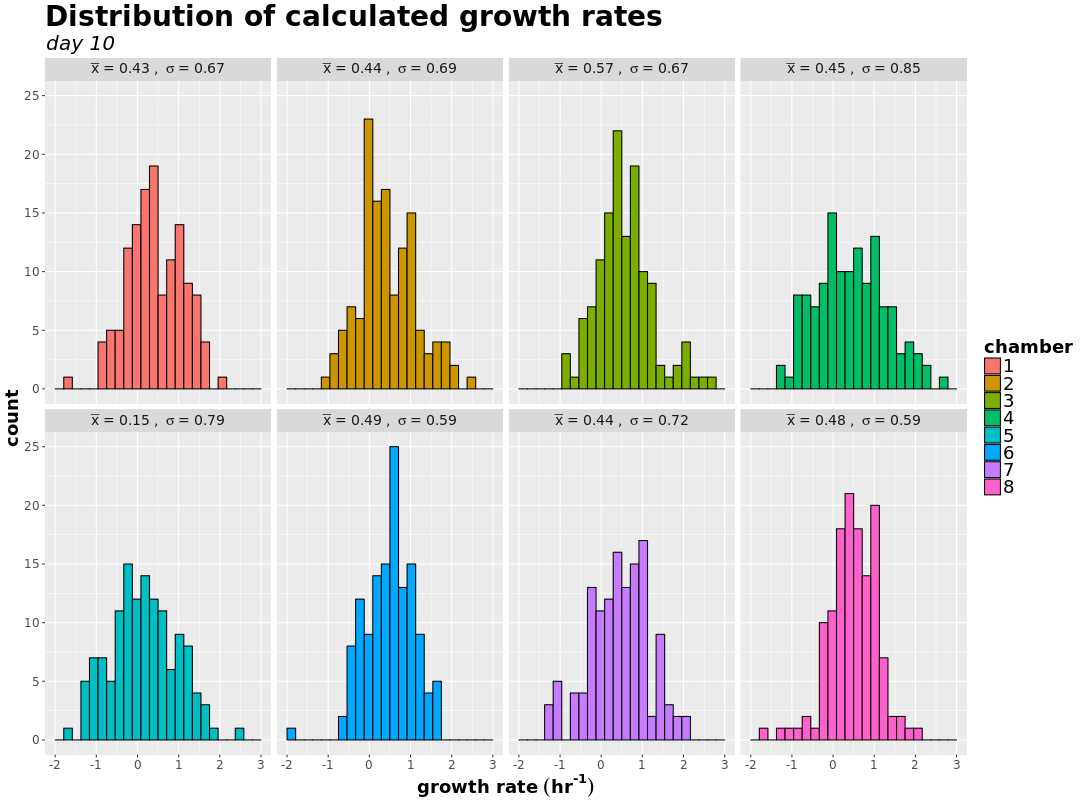 Distribution of calculated growth rates
day 10
x̅ = 0.43 , σ = 0.67
x̅ = 0.44 , σ = 0.69
x̅ = 0.57 , σ = 0.67
x̅ = 0.45 , σ = 0.85
25
20
15
10
5
0
x̅ = 0.15 , σ = 0.79
x̅ = 0.49 , σ = 0.59
x̅ = 0.44 , σ = 0.72
x̅ = 0.48 , σ = 0.59
25
20
15
10
5
0
-2 -1 0 1 2 3
-2 -1 0 1 2 3
-2 -1 0 1 2 3
-2 -1 0 1 2 3
count
growth rate (hr⁻¹)
chamber
1
2
3
4
5
6
7
8